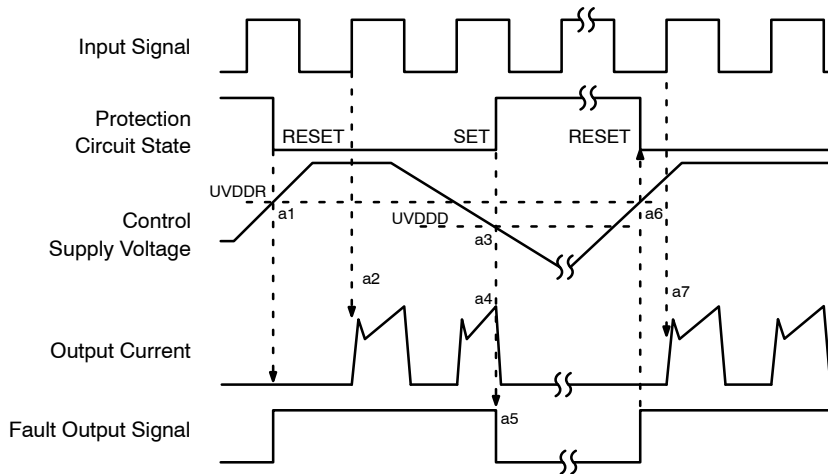 Input Signal
Protection
Circuit State
RESET
SET
RESET
UVDDR
a1
Control
Supply Voltage
UVDDD
a3
a6
a2
a4
a7
Output Current
Fault Output Signal
a5